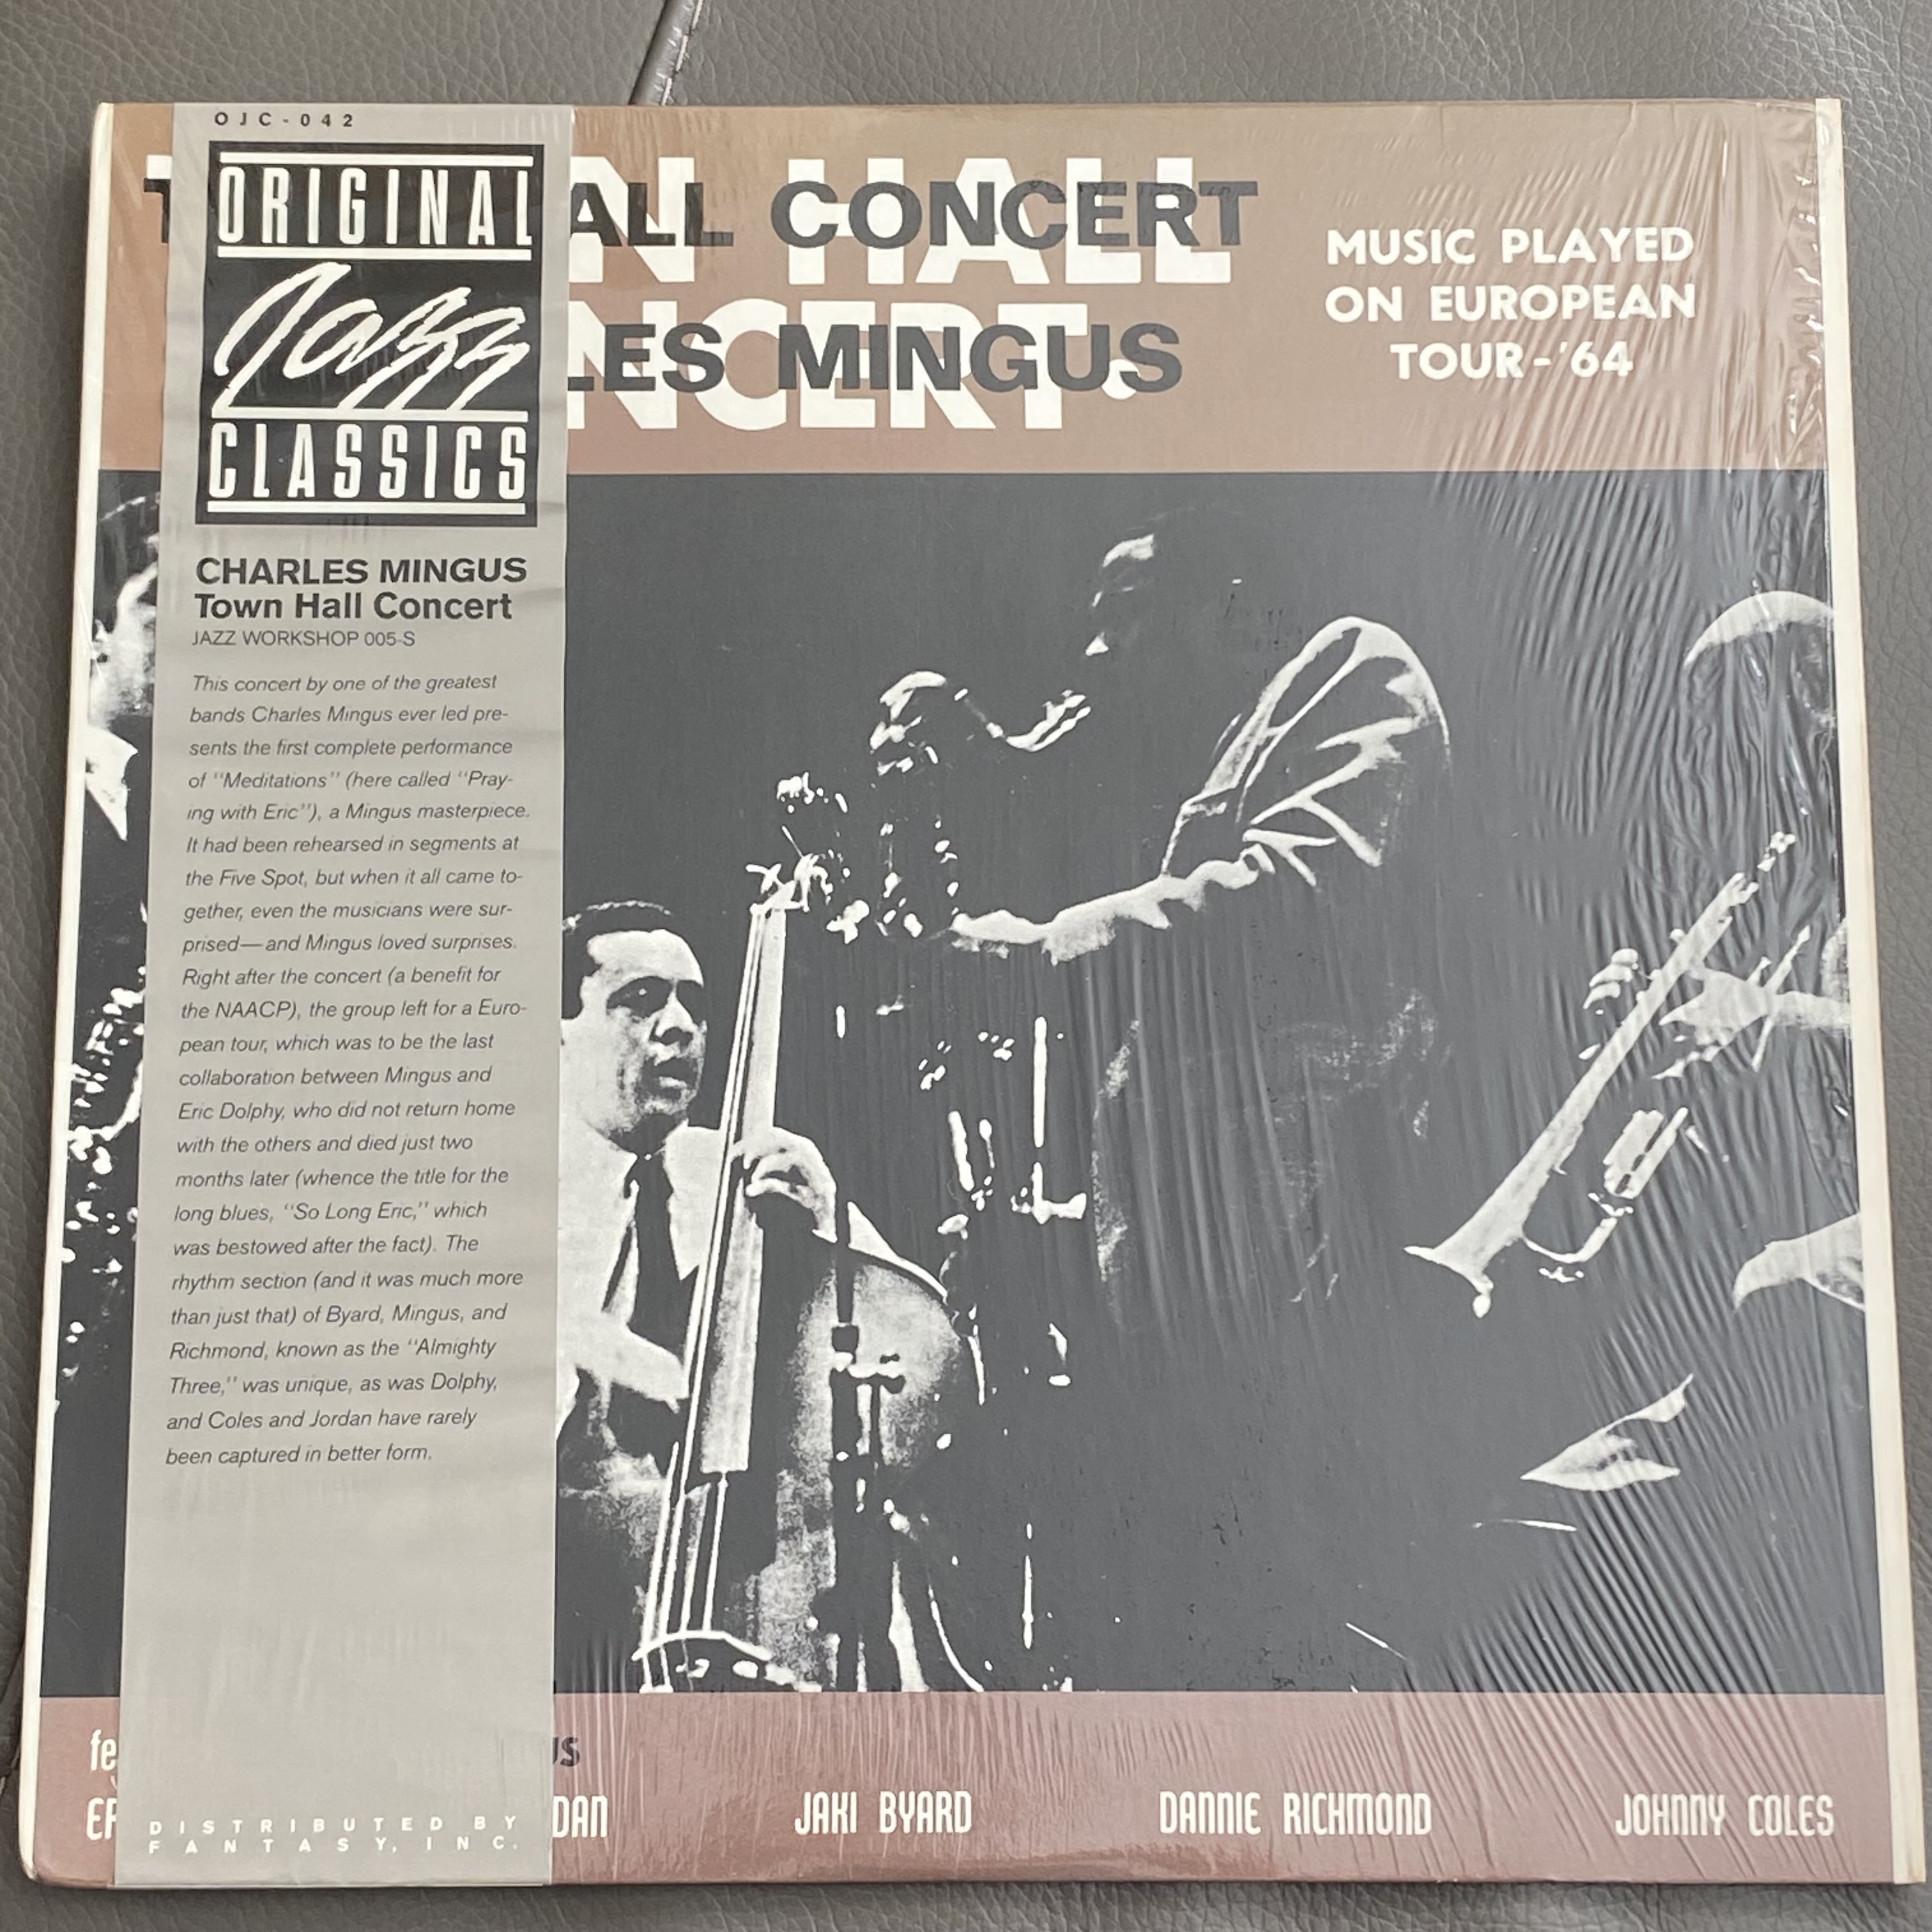 OJC-042
ORIGINAL
Jazz
CLASSICS
CHARLES MINGUS
Town Hall Concert
JAZZ WORKSHOP 005-S
This concert by one of the greatest
bands Charles Mingus ever led pre-
sents the first complete performance
of "Meditations" (here called "Pray-
ing with Eric"), a Mingus masterpiece.
It had been rehearsed in segments at
the Five Spot, but when it all came to-
gether, even the musicians were sur-
prised—and Mingus loved surprises.
Right after the concert (a benefit for
the NAACP), the group left for a Euro-
pean tour, which was to be the last
collaboration between Mingus and
Eric Dolphy, who did not return home
with the others and died just two
months later (whence the title for the
long blues, "So Long Eric," which
was bestowed after the fact). The
rhythm section (and it was much more
than just that) of Byard, Mingus, and
Richmond, known as the "Almighty
Three," was unique, as was Dolphy,
and Coles and Jordan have rarely
been captured in better form.
DISTRIBUTED BY
FANTASY, INC.
T ALL CONCERT
LES MINGUS
T N HALL
NCERT.
MUSIC PLAYED
ON EUROPEAN
TOUR-'64
fe US
ER DAN JAKI BYARD DANNIE RICHMOND JOHNNY COLES